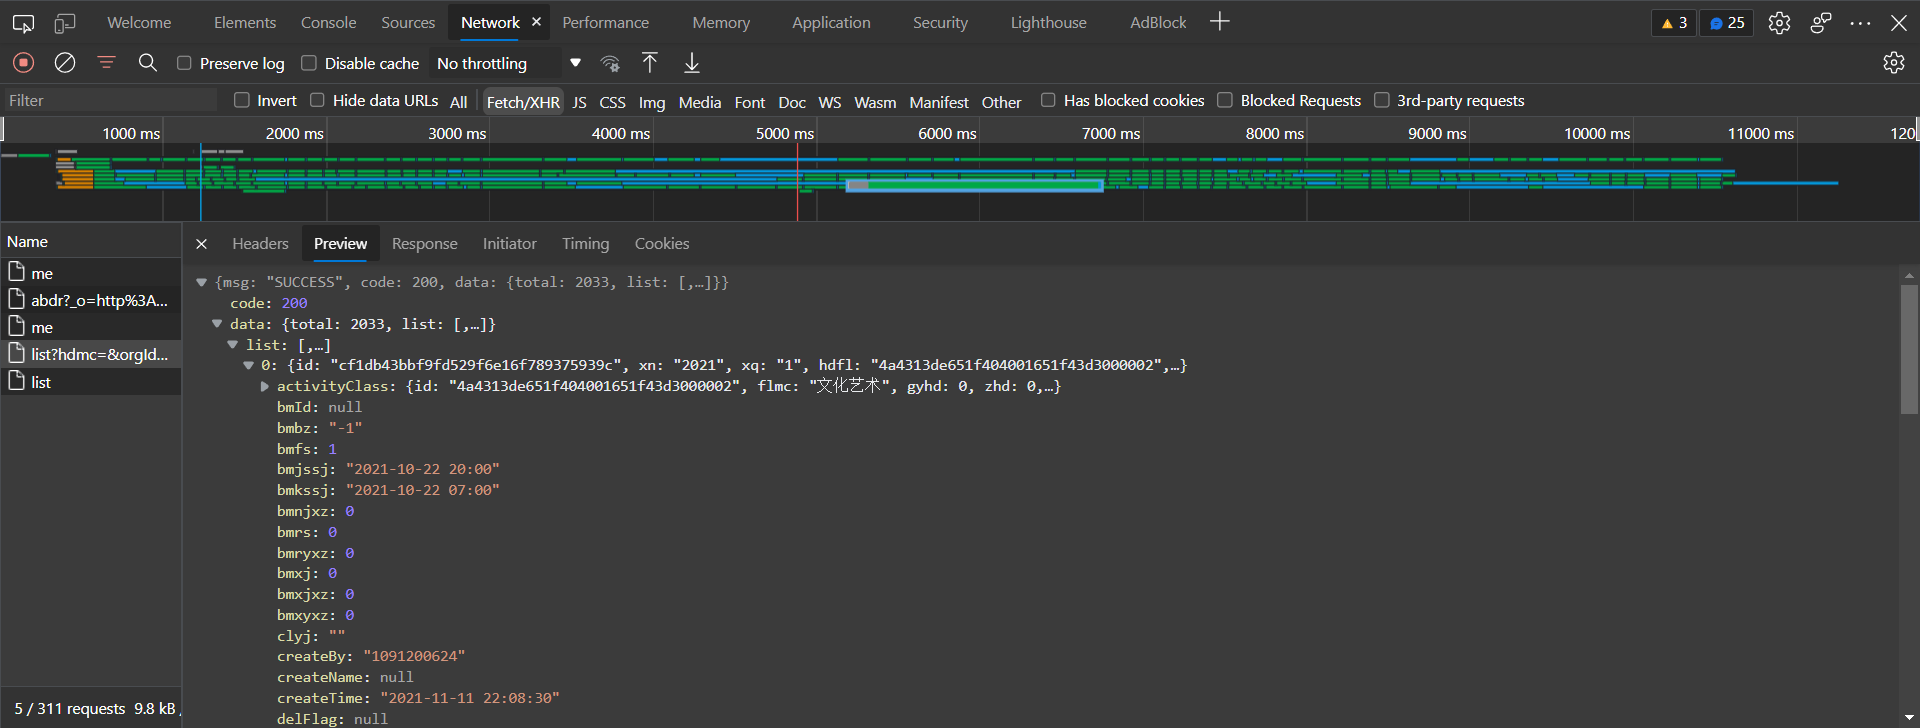 Welcome Elements Console Sources Network Performance Memory Application Security Lighthouse AdBlock 3 25
Preserve log Disable cache No throttling
Filter Invert Hide data URLs All Fetch/XHR JS CSS Img Media Font Doc WS Wasm Manifest Other Has blocked cookies Blocked Requests 3rd-party requests
1000 ms 2000 ms 3000 ms 4000 ms 5000 ms 6000 ms 7000 ms 8000 ms 9000 ms 10000 ms 11000 ms 120
Name
me
abdr?_o=http%3A...
me
list?hdmc=&orgId...
list
5 / 311 requests 9.8 kB
Headers Preview Response Initiator Timing Cookies
{msg: "SUCCESS", code: 200, data: {total: 2033, list: [,…]}}
code: 200
data: {total: 2033, list: [,…]}
list: [,…]
0: {id: "cf1db43bbf9fd529f6e16f789375939c", xn: "2021", xq: "1", hdfl: "4a4313de651f404001651f43d3000002",…}
activityClass: {id: "4a4313de651f404001651f43d3000002", flmc: "文化艺术", gyhd: 0, zhd: 0,…}
bmId: null
bmbz: "-1"
bmfs: 1
bmjssj: "2021-10-22 20:00"
bmkssj: "2021-10-22 07:00"
bmnjxz: 0
bmrs: 0
bmryxz: 0
bmxj: 0
bmxjxz: 0
bmxyxz: 0
clyj: ""
createBy: "1091200624"
createName: null
createTime: "2021-11-11 22:08:30"
delFlag: null